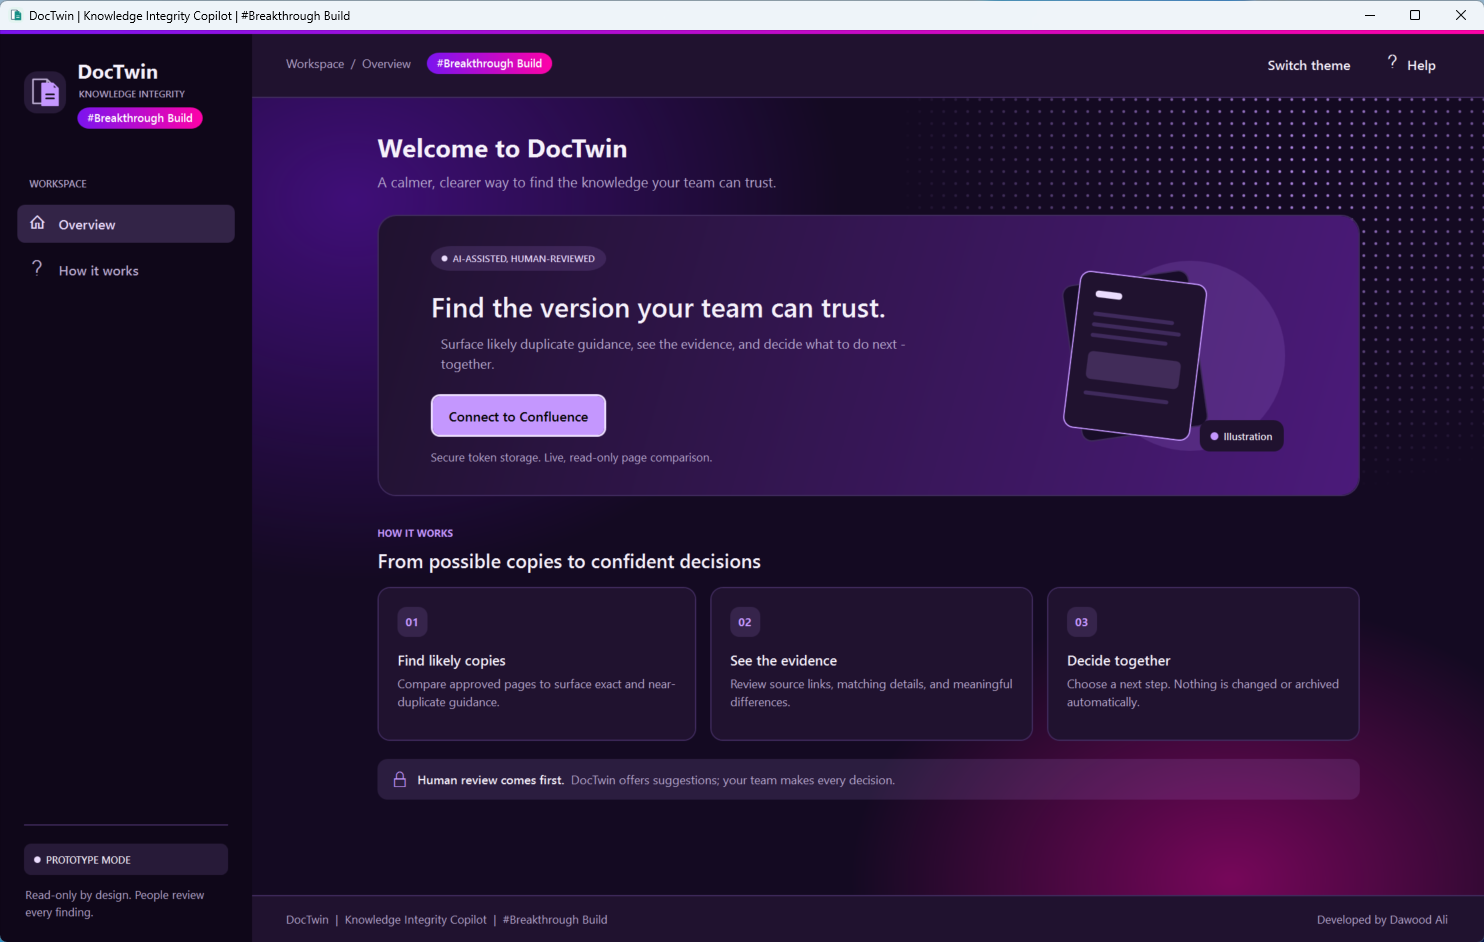 DocTwin | Knowledge Integrity Copilot | #Breakthrough Build
DocTwin
KNOWLEDGE INTEGRITY
#Breakthrough Build
WORKSPACE
Overview
? How it works
PROTOTYPE MODE
Read-only by design. People review
every finding.
Workspace / Overview #Breakthrough Build
Switch theme ? Help
Welcome to DocTwin
A calmer, clearer way to find the knowledge your team can trust.
AI-ASSISTED, HUMAN-REVIEWED
Find the version your team can trust.
Surface likely duplicate guidance, see the evidence, and decide what to do next -
together.
Connect to Confluence
Secure token storage. Live, read-only page comparison.
Illustration
HOW IT WORKS
From possible copies to confident decisions
01
Find likely copies
Compare approved pages to surface exact and near-
duplicate guidance.
02
See the evidence
Review source links, matching details, and meaningful
differences.
03
Decide together
Choose a next step. Nothing is changed or archived
automatically.
Human review comes first. DocTwin offers suggestions; your team makes every decision.
DocTwin | Knowledge Integrity Copilot | #Breakthrough Build
Developed by Dawood Ali